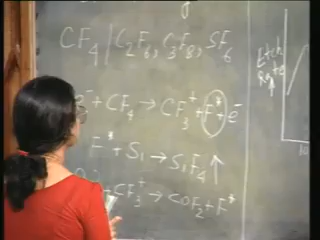 CF4 | C2F6, C3F8, SF6
Etch
Rate
e⁻ + CF4 → CF3⁺ + F* + e⁻
F* + Si → SiF4 ↑
+ CF3⁺ → COF2 + F*